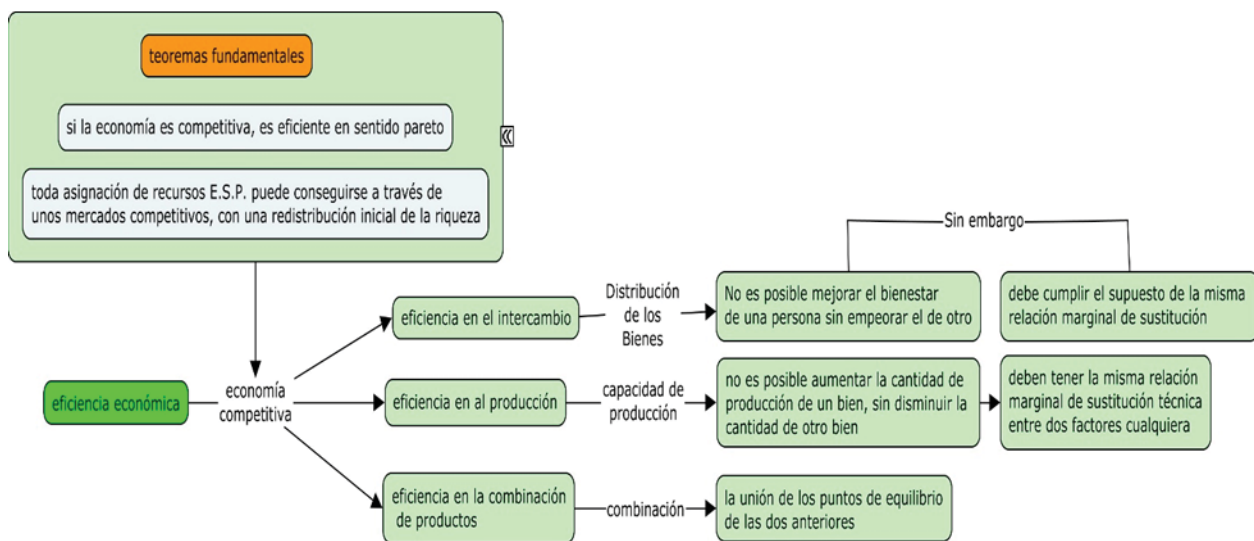 teoremas fundamentales
si la economía es competitiva, es eficiente en sentido pareto
toda asignación de recursos E.S.P. puede conseguirse a través de
unos mercados competitivos, con una redistribución inicial de la riqueza
Sin embargo
eficiencia económica
economía
competitiva
eficiencia en el intercambio
Distribución
de los
Bienes
No es posible mejorar el bienestar
de una persona sin empeorar el de otro
debe cumplir el supuesto de la misma
relación marginal de sustitución
eficiencia en al producción
capacidad de
producción
no es posible aumentar la cantidad de
producción de un bien, sin disminuir la
cantidad de otro bien
deben tener la misma relación
marginal de sustitución técnica
entre dos factores cualquiera
eficiencia en la combinación
de productos
combinación
la unión de los puntos de equilibrio
de las dos anteriores